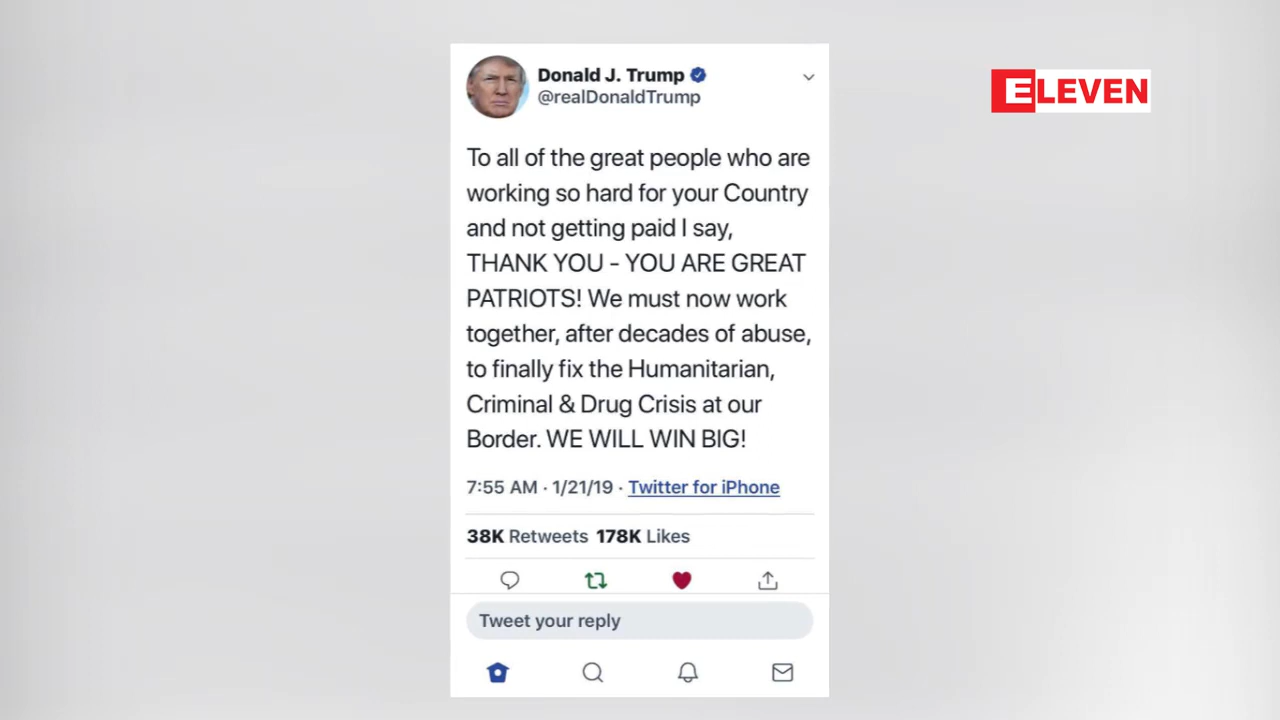 Donald J. Trump
@realDonaldTrump
ELEVEN
To all of the great people who are
working so hard for your Country
and not getting paid I say,
THANK YOU - YOU ARE GREAT
PATRIOTS! We must now work
together, after decades of abuse,
to finally fix the Humanitarian,
Criminal & Drug Crisis at our
Border. WE WILL WIN BIG!
7:55 AM · 1/21/19 · Twitter for iPhone
38K Retweets 178K Likes
Tweet your reply